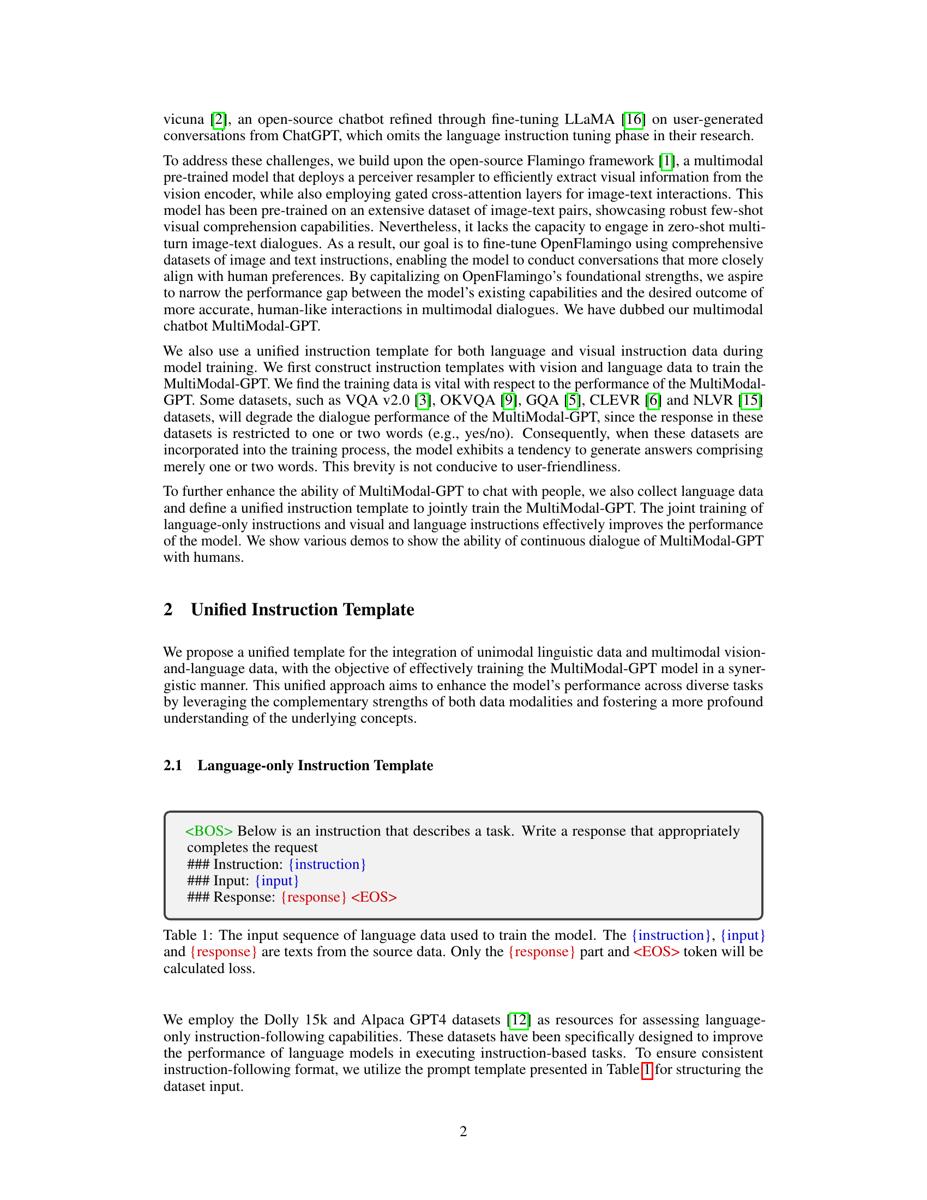 vicuna [2], an open-source chatbot refined through fine-tuning LLaMA [16] on user-generated
conversations from ChatGPT, which omits the language instruction tuning phase in their research.
To address these challenges, we build upon the open-source Flamingo framework [1], a multimodal
pre-trained model that deploys a perceiver resampler to efficiently extract visual information from the
vision encoder, while also employing gated cross-attention layers for image-text interactions. This
model has been pre-trained on an extensive dataset of image-text pairs, showcasing robust few-shot
visual comprehension capabilities. Nevertheless, it lacks the capacity to engage in zero-shot multi-
turn image-text dialogues. As a result, our goal is to fine-tune OpenFlamingo using comprehensive
datasets of image and text instructions, enabling the model to conduct conversations that more closely
align with human preferences. By capitalizing on OpenFlamingo's foundational strengths, we aspire
to narrow the performance gap between the model's existing capabilities and the desired outcome of
more accurate, human-like interactions in multimodal dialogues. We have dubbed our multimodal
chatbot MultiModal-GPT.
We also use a unified instruction template for both language and visual instruction data during
model training. We first construct instruction templates with vision and language data to train the
MultiModal-GPT. We find the training data is vital with respect to the performance of the MultiModal-
GPT. Some datasets, such as VQA v2.0 [3], OKVQA [9], GQA [5], CLEVR [6] and NLVR [15]
datasets, will degrade the dialogue performance of the MultiModal-GPT, since the response in these
datasets is restricted to one or two words (e.g., yes/no). Consequently, when these datasets are
incorporated into the training process, the model exhibits a tendency to generate answers comprising
merely one or two words. This brevity is not conducive to user-friendliness.
To further enhance the ability of MultiModal-GPT to chat with people, we also collect language data
and define a unified instruction template to jointly train the MultiModal-GPT. The joint training of
language-only instructions and visual and language instructions effectively improves the performance
of the model. We show various demos to show the ability of continuous dialogue of MultiModal-GPT
with humans.
2 Unified Instruction Template
We propose a unified template for the integration of unimodal linguistic data and multimodal vision-
and-language data, with the objective of effectively training the MultiModal-GPT model in a syner-
gistic manner. This unified approach aims to enhance the model's performance across diverse tasks
by leveraging the complementary strengths of both data modalities and fostering a more profound
understanding of the underlying concepts.
2.1 Language-only Instruction Template
<BOS> Below is an instruction that describes a task. Write a response that appropriately
completes the request
### Instruction: {instruction}
### Input: {input}
### Response: {response} <EOS>
Table 1: The input sequence of language data used to train the model. The {instruction}, {input}
and {response} are texts from the source data. Only the {response} part and <EOS> token will be
calculated loss.
We employ the Dolly 15k and Alpaca GPT4 datasets [12] as resources for assessing language-
only instruction-following capabilities. These datasets have been specifically designed to improve
the performance of language models in executing instruction-based tasks. To ensure consistent
instruction-following format, we utilize the prompt template presented in Table 1 for structuring the
dataset input.
2